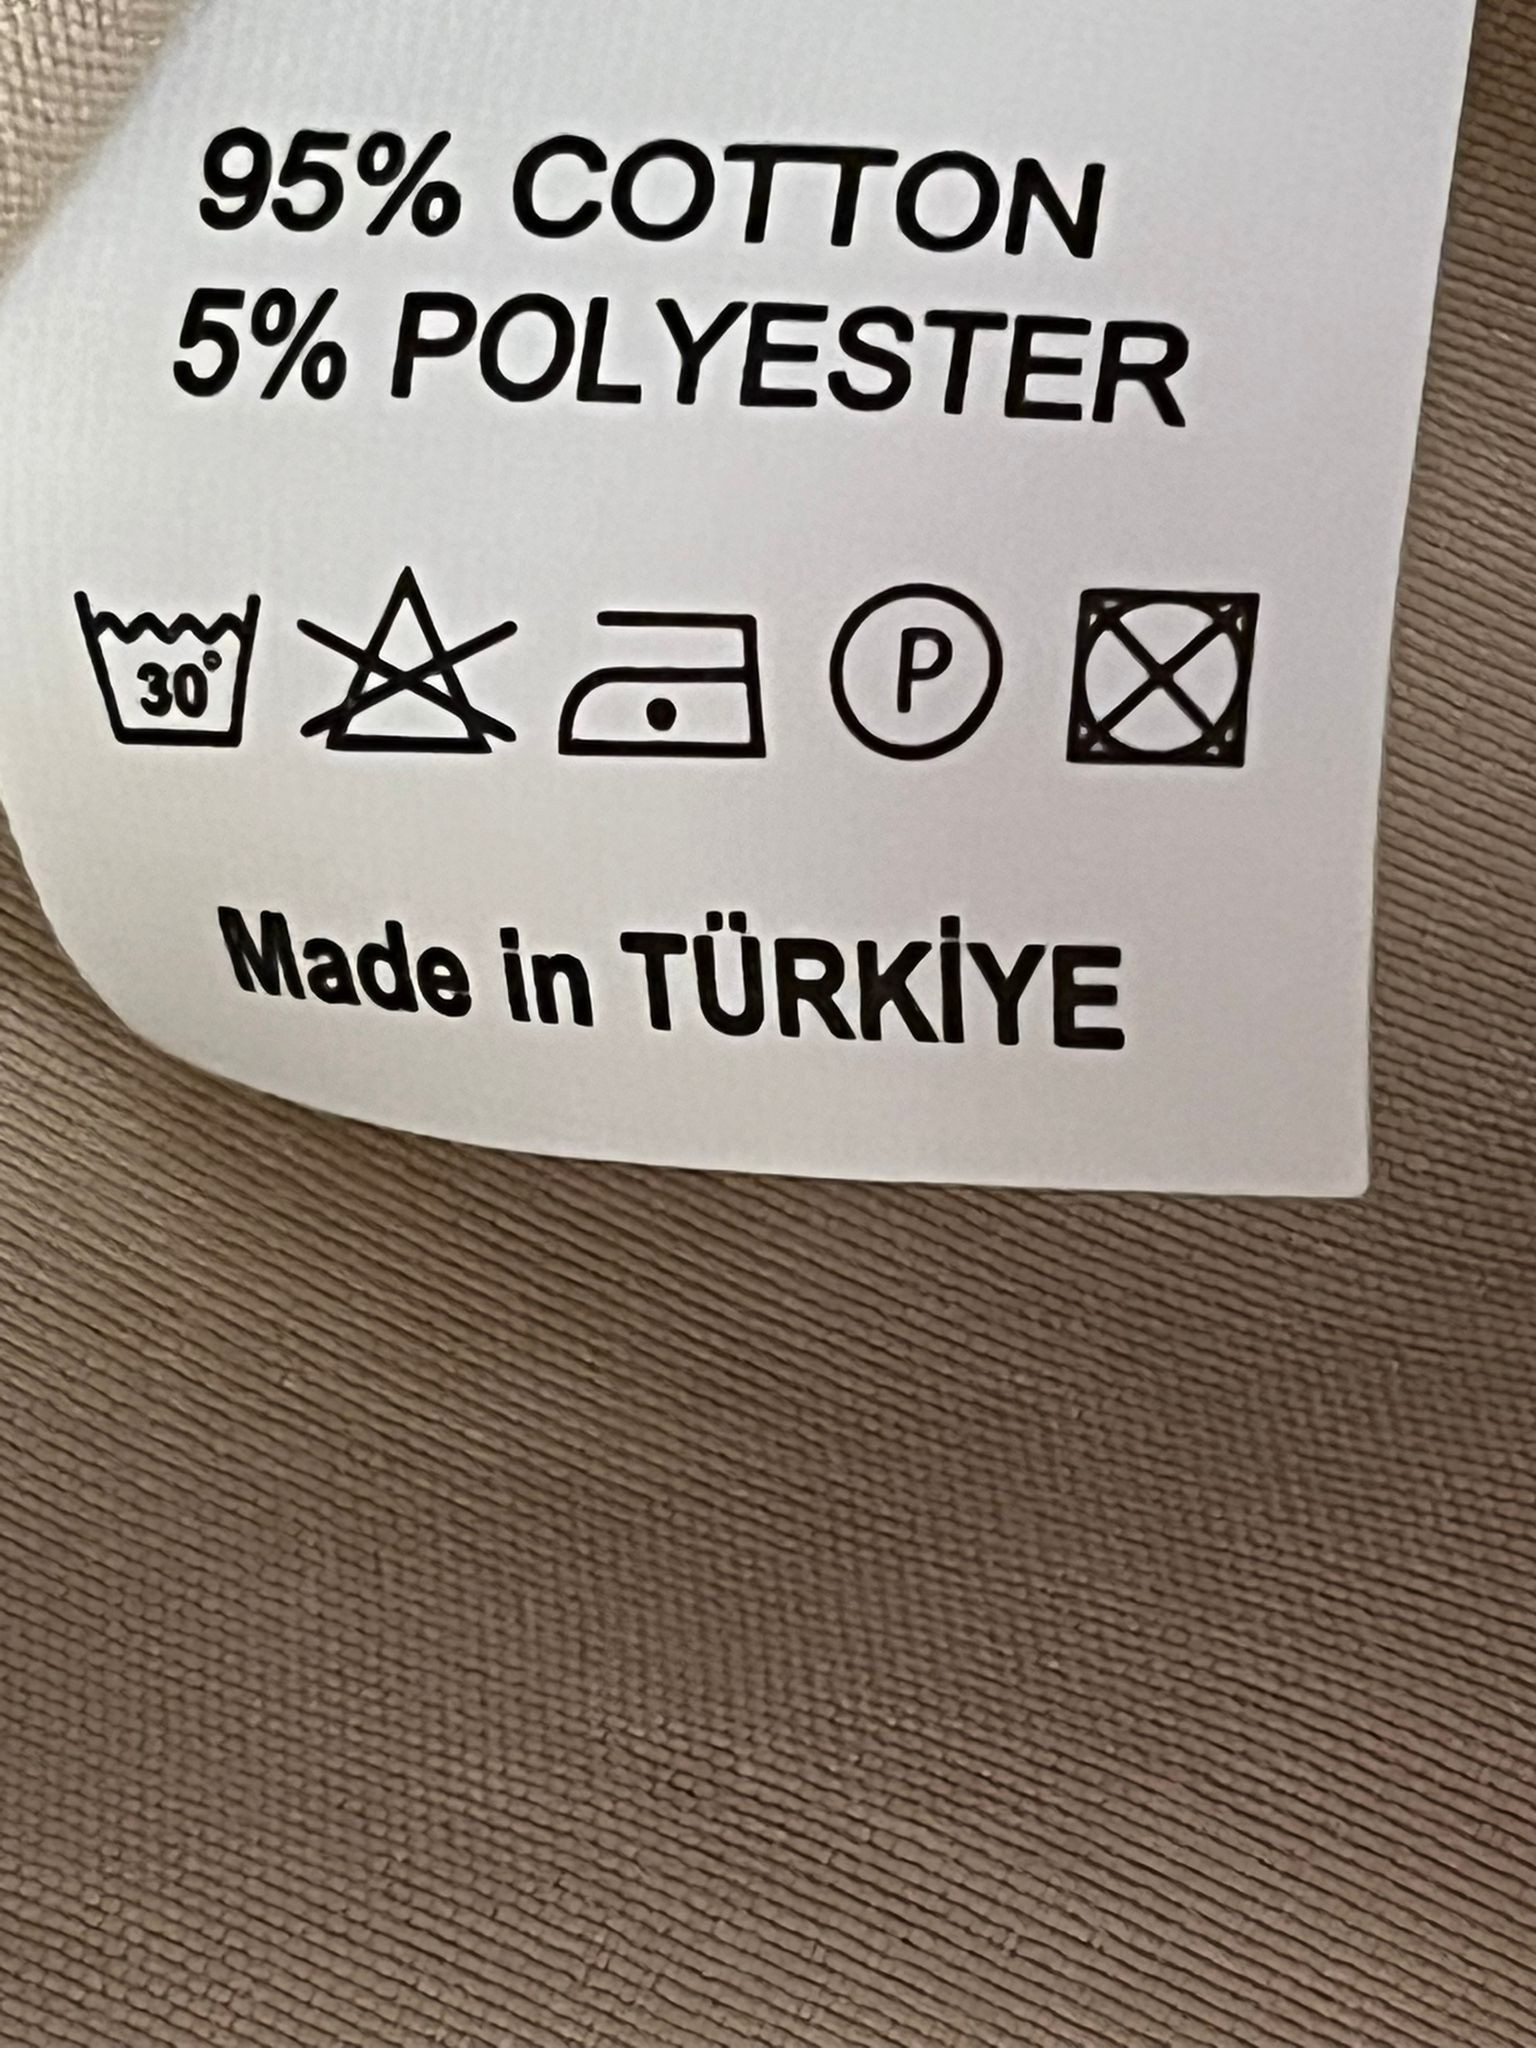 95% COTTON
5% POLYESTER
30° P
Made in TÜRKİYE